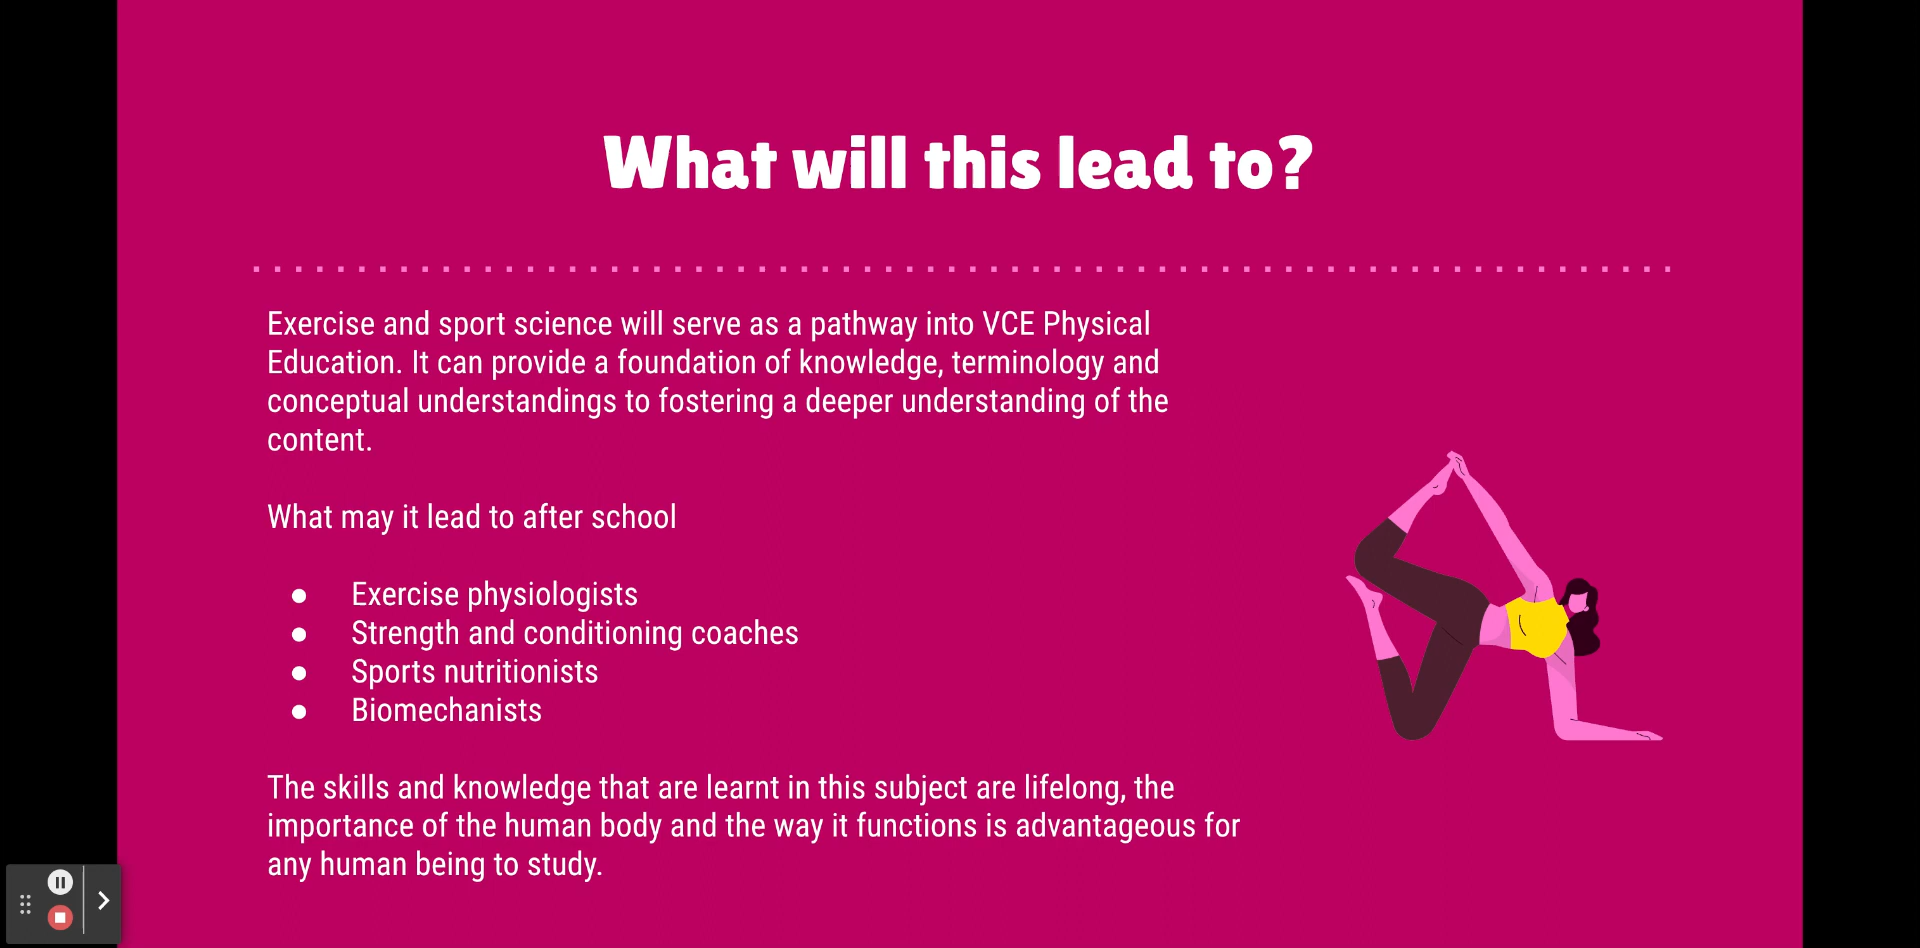 What will this lead to?
Exercise and sport science will serve as a pathway into VCE Physical
Education. It can provide a foundation of knowledge, terminology and
conceptual understandings to fostering a deeper understanding of the
content.
What may it lead to after school
● Exercise physiologists
● Strength and conditioning coaches
● Sports nutritionists
● Biomechanists
The skills and knowledge that are learnt in this subject are lifelong, the
importance of the human body and the way it functions is advantageous for
any human being to study.